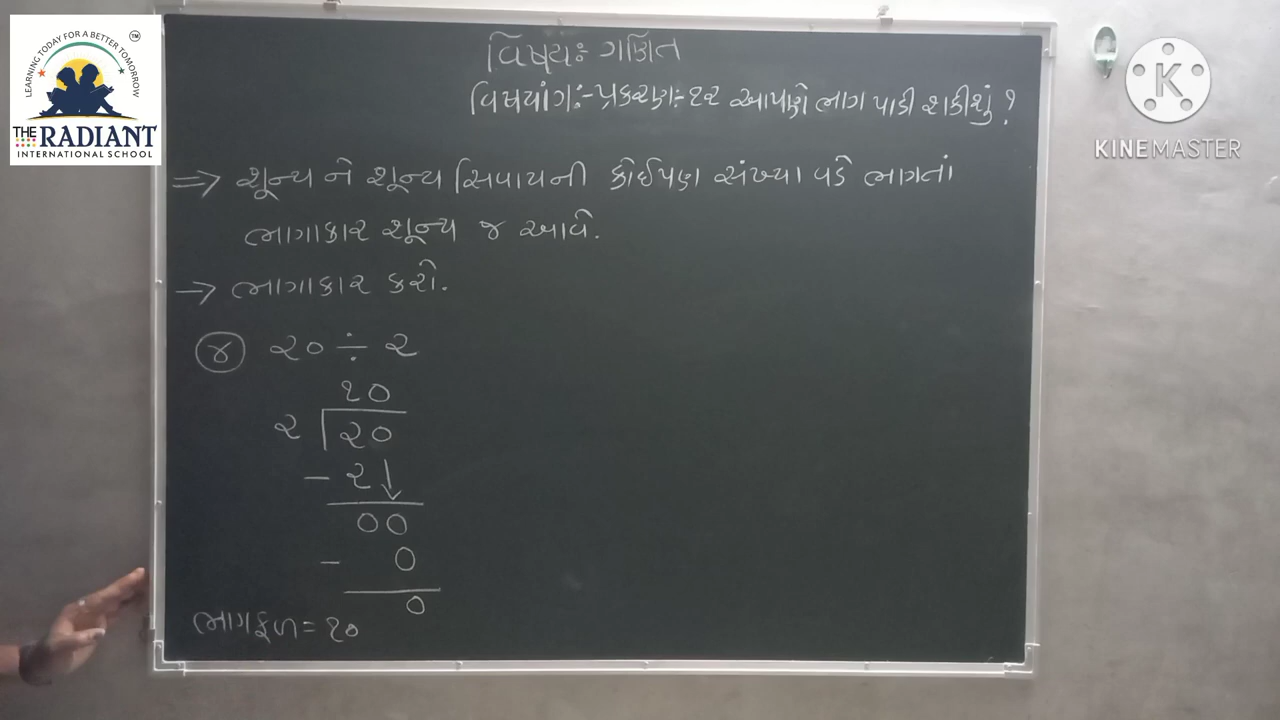 LEARNING TODAY FOR A BETTER TOMORROW
TM
THE RADIANT
INTERNATIONAL SCHOOL
K
KINEMASTER
વિષયઃ- ગણિત
વિષયાંગઃ- પ્રકરણઃ- ૧૨ આપણે ભાગ પાડી શકીશું ?
=> શૂન્ય ને શૂન્ય સિવાયની કોઈપણ સંખ્યા વડે ભાગતાં
ભાગાકાર શૂન્ય જ આવે.
→ ભાગાકાર કરો.
૪ ૨૦ ÷ ૨
૧૦
૨ ૨૦
- ૨↓
૦૦
- ૦
૦
ભાગફળ = ૧૦